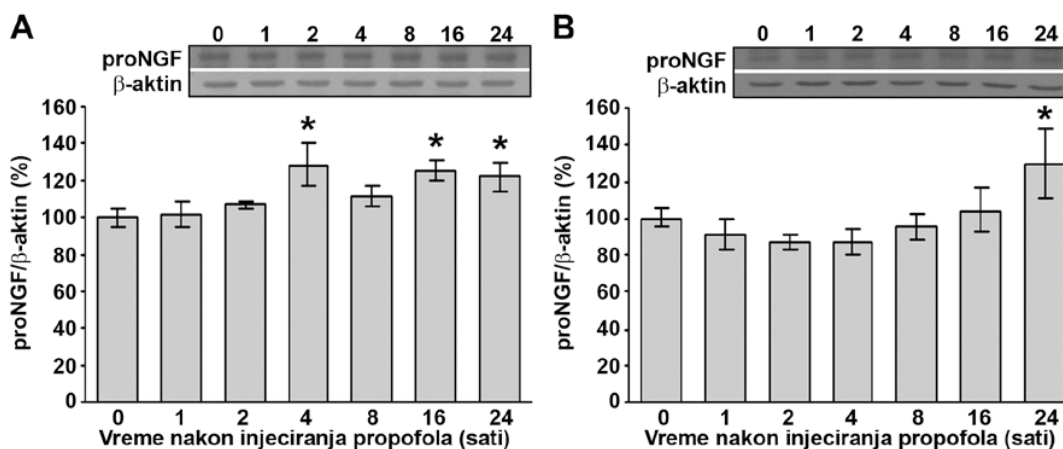 A
0 1 2 4 8 16 24
proNGF
β-aktin
160
140
120
100
80
60
40
20
0
proNGF/β-aktin (%)
* * *
0 1 2 4 8 16 24
Vreme nakon injeciranja propofola (sati)
B
0 1 2 4 8 16 24
proNGF
β-aktin
160
140
120
100
80
60
40
20
0
proNGF/β-aktin (%)
*
0 1 2 4 8 16 24
Vreme nakon injeciranja propofola (sati)